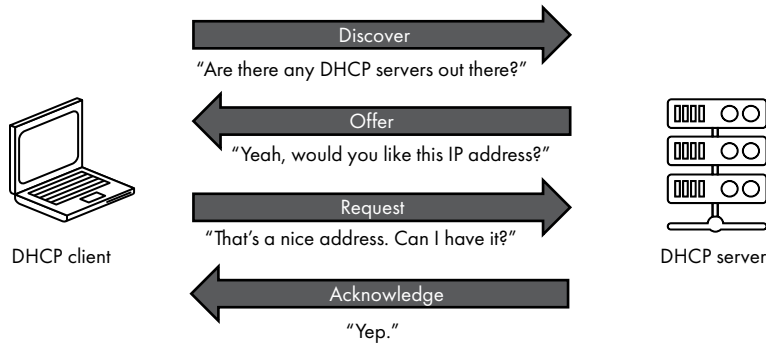 Discover
“Are there any DHCP servers out there?”
Offer
“Yeah, would you like this IP address?”
Request
“That’s a nice address. Can I have it?”
DHCP client
DHCP server
Acknowledge
“Yep.”